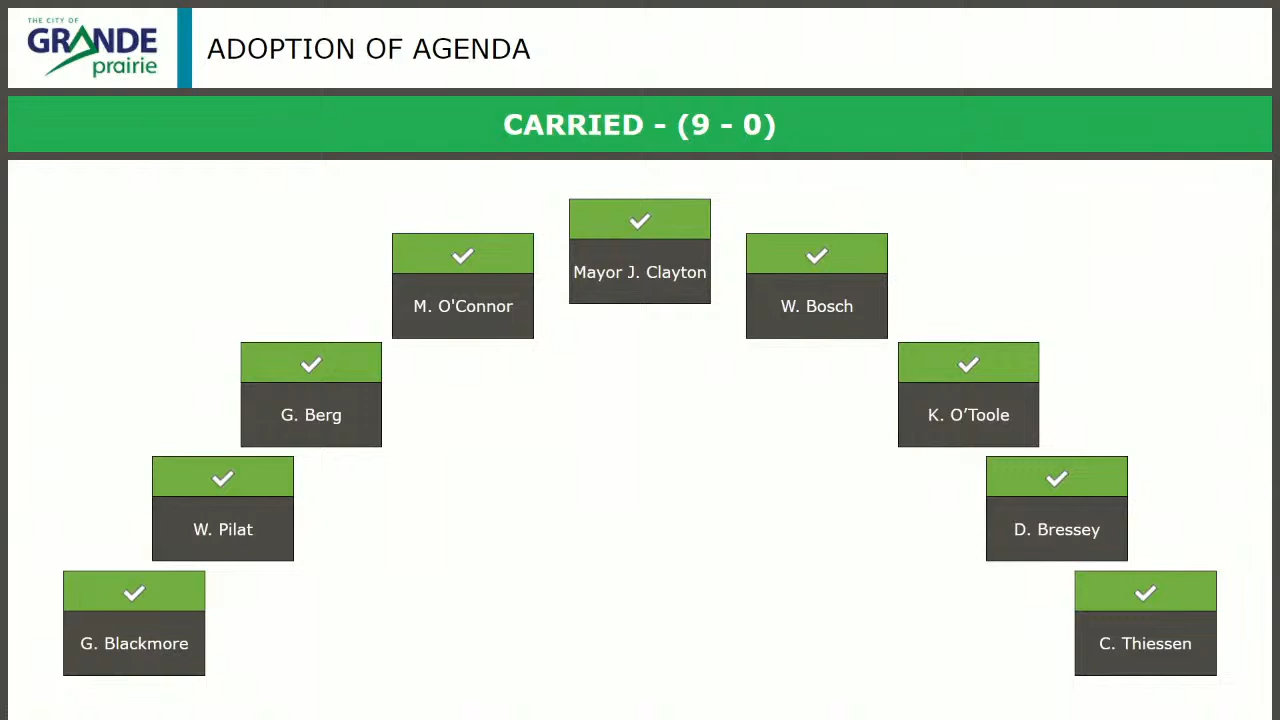 THE CITY OF
GRANDE
prairie
ADOPTION OF AGENDA
CARRIED - (9 - 0)
Mayor J. Clayton
M. O'Connor
W. Bosch
G. Berg
K. O’Toole
W. Pilat
D. Bressey
G. Blackmore
C. Thiessen